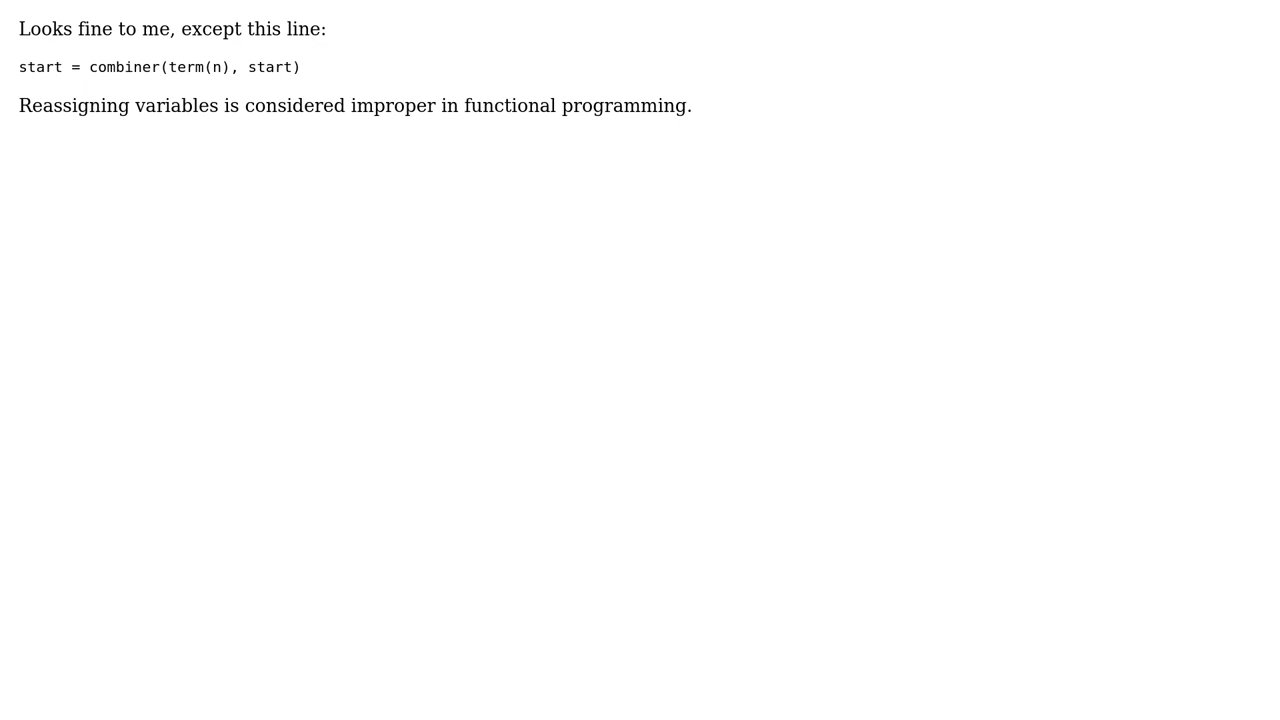 Looks fine to me, except this line:
start = combiner(term(n), start)
Reassigning variables is considered improper in functional programming.